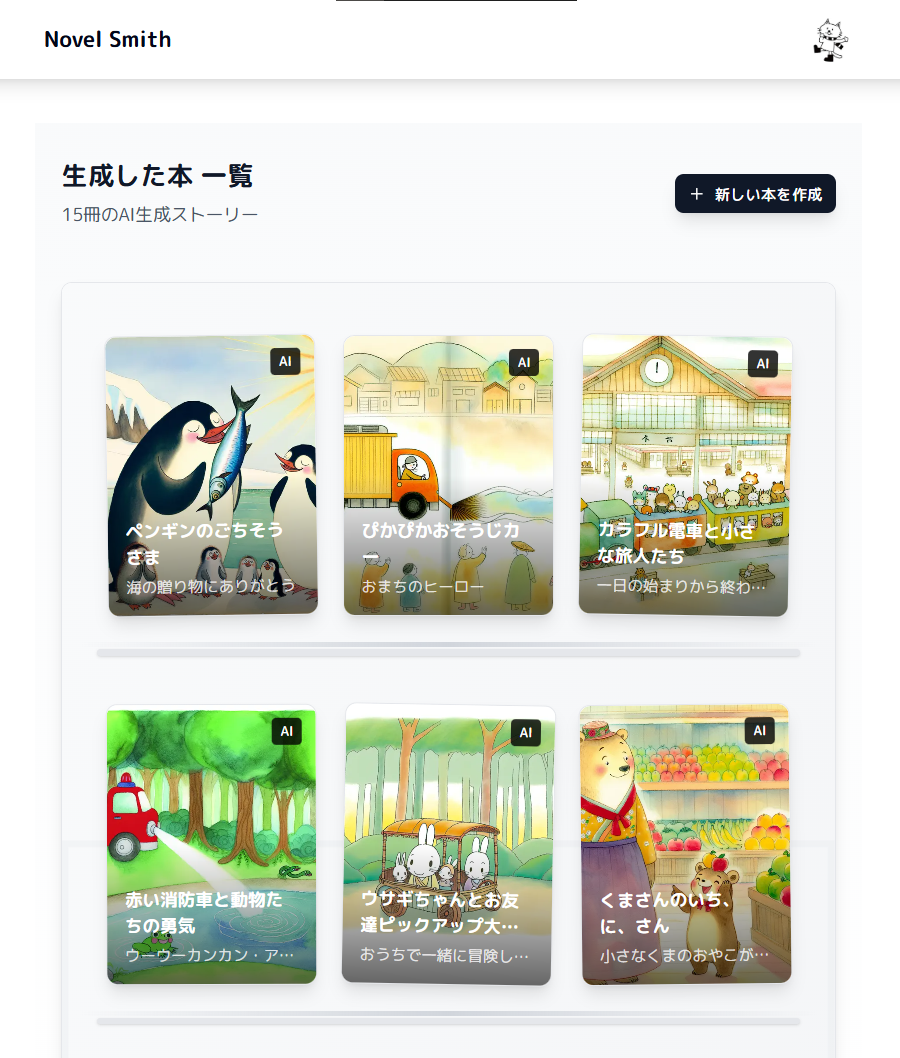 Novel Smith
生成した本 一覧
15冊のAI生成ストーリー
＋ 新しい本を作成
AI
ペンギンのごちそう
さま
海の贈り物にありがとう
AI
ぴかぴかおそうじカ
ー
おまちのヒーロー
AI
カラフル電車と小さ
な旅人たち
一日の始まりから終わ…
AI
赤い消防車と動物た
ちの勇気
ウーウーカンカン・ア…
AI
ウサギちゃんとお友
達ピックアップ大…
おうちで一緒に冒険し…
AI
くまさんのいち、
に、さん
小さなくまのおやこが…